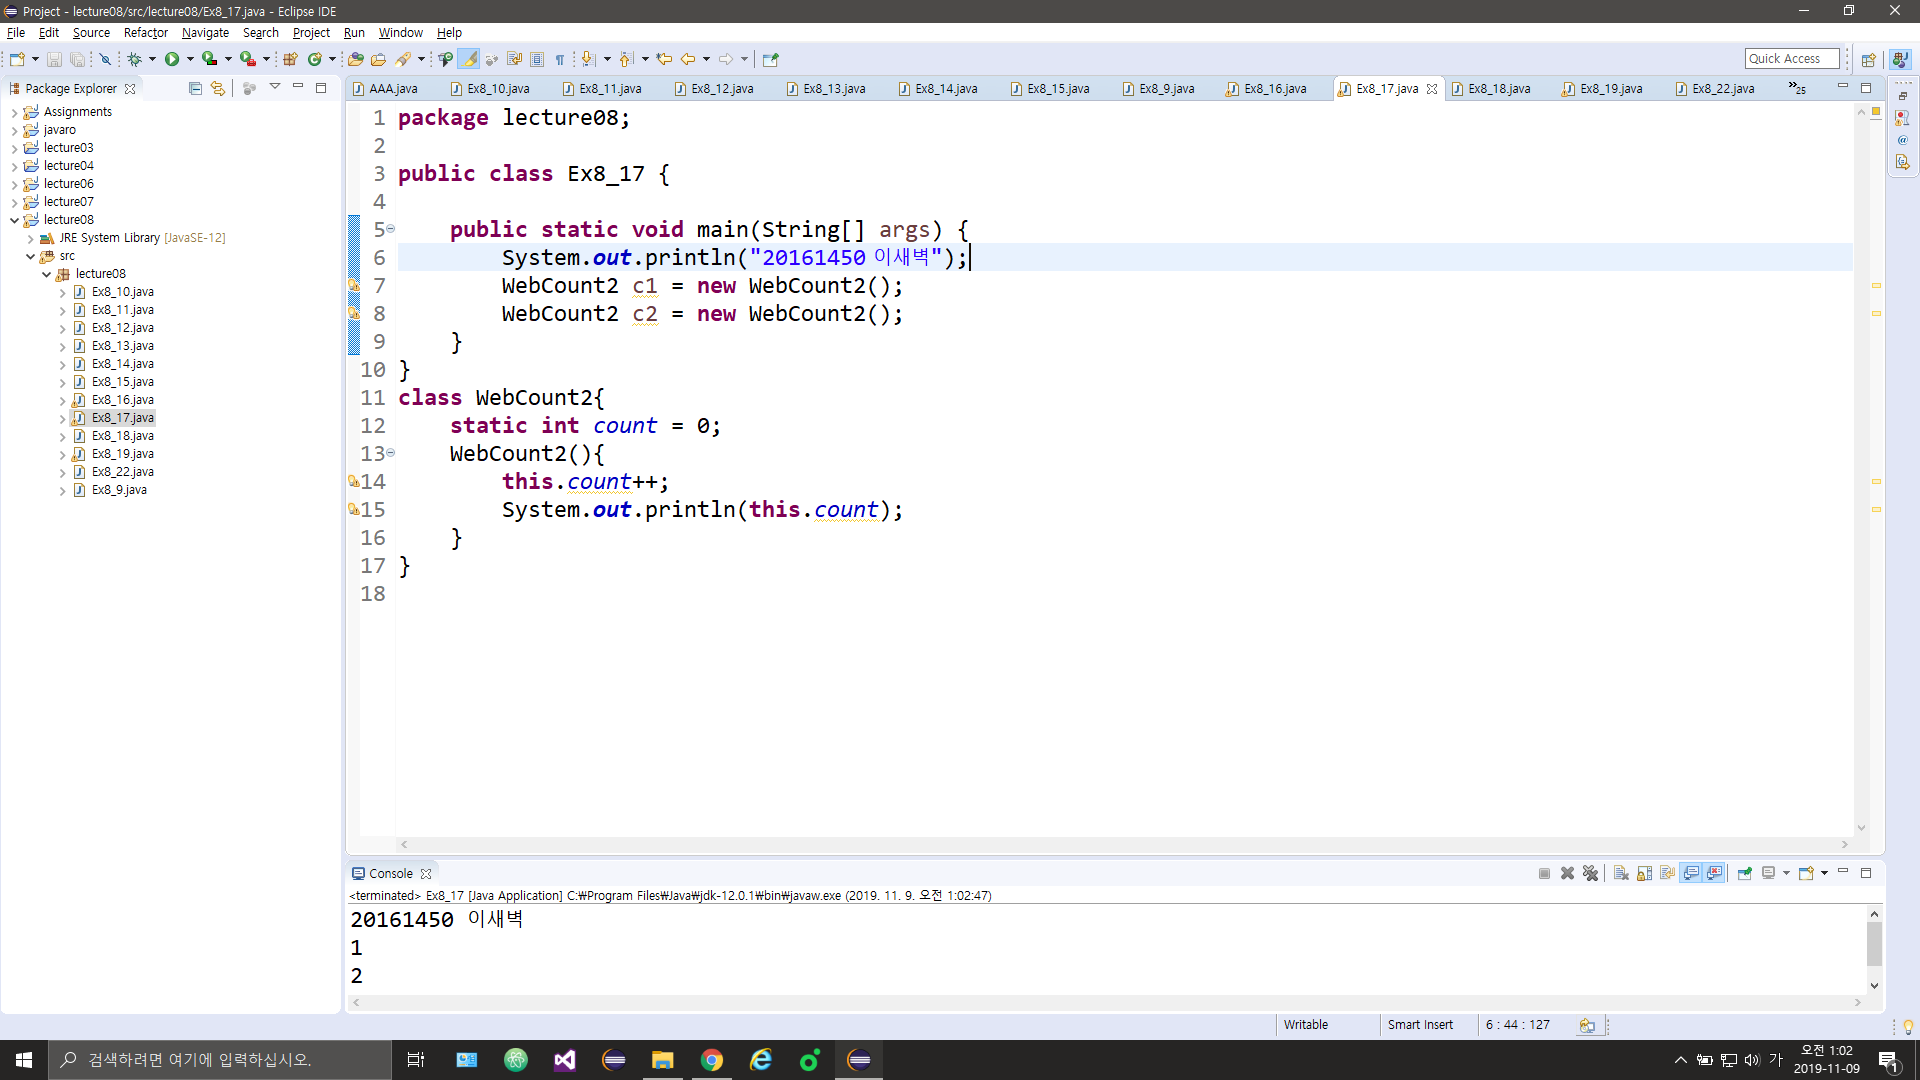 Project - lecture08/src/lecture08/Ex8_17.java - Eclipse IDE
File Edit Source Refactor Navigate Search Project Run Window Help
Quick Access
Package Explorer
Assignments
javaro
lecture03
lecture04
lecture06
lecture07
lecture08
JRE System Library [JavaSE-12]
src
lecture08
Ex8_10.java
Ex8_11.java
Ex8_12.java
Ex8_13.java
Ex8_14.java
Ex8_15.java
Ex8_16.java
Ex8_17.java
Ex8_18.java
Ex8_19.java
Ex8_22.java
Ex8_9.java
AAA.java Ex8_10.java Ex8_11.java Ex8_12.java Ex8_13.java Ex8_14.java Ex8_15.java Ex8_9.java Ex8_16.java Ex8_17.java Ex8_18.java Ex8_19.java Ex8_22.java »25
1 package lecture08;
2
3 public class Ex8_17 {
4
5 public static void main(String[] args) {
6 System.out.println("20161450 이새벽");
7 WebCount2 c1 = new WebCount2();
8 WebCount2 c2 = new WebCount2();
9 }
10 }
11 class WebCount2{
12 static int count = 0;
13 WebCount2(){
14 this.count++;
15 System.out.println(this.count);
16 }
17 }
18
Console
<terminated> Ex8_17 [Java Application] C:₩Program Files₩Java₩jdk-12.0.1₩bin₩javaw.exe (2019. 11. 9. 오전 1:02:47)
20161450 이새벽
1
2
Writable Smart Insert 6 : 44 : 127
검색하려면 여기에 입력하십시오.
가
오전 1:02
2019-11-09
1